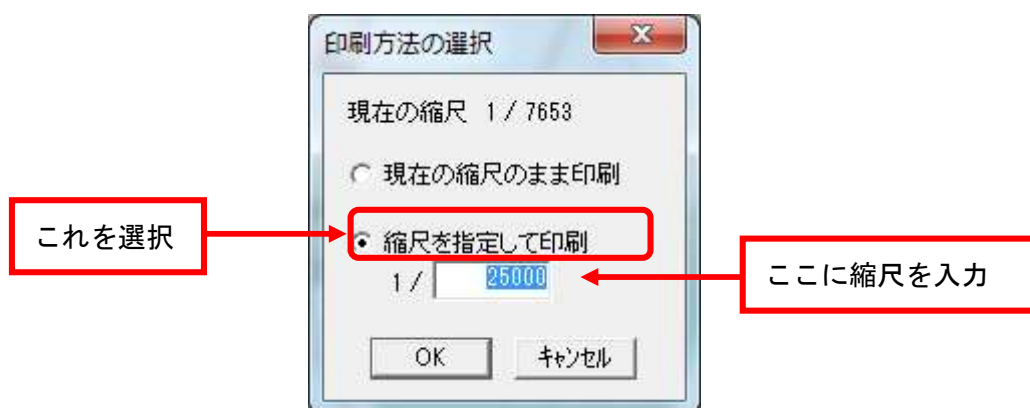 印刷方法の選択
現在の縮尺 1 / 7653
現在の縮尺のまま印刷
これを選択
縮尺を指定して印刷
1 / 25000
ここに縮尺を入力
OK
キャンセル